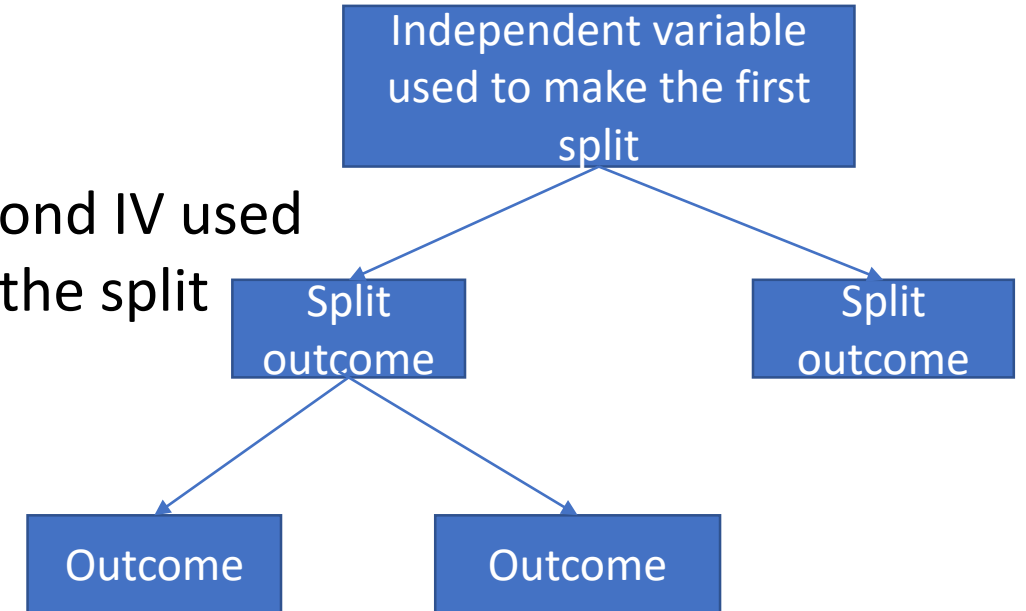 Independent variable
used to make the first
split
ond IV used
the split
Split
outcome
Split
outcome
Outcome
Outcome